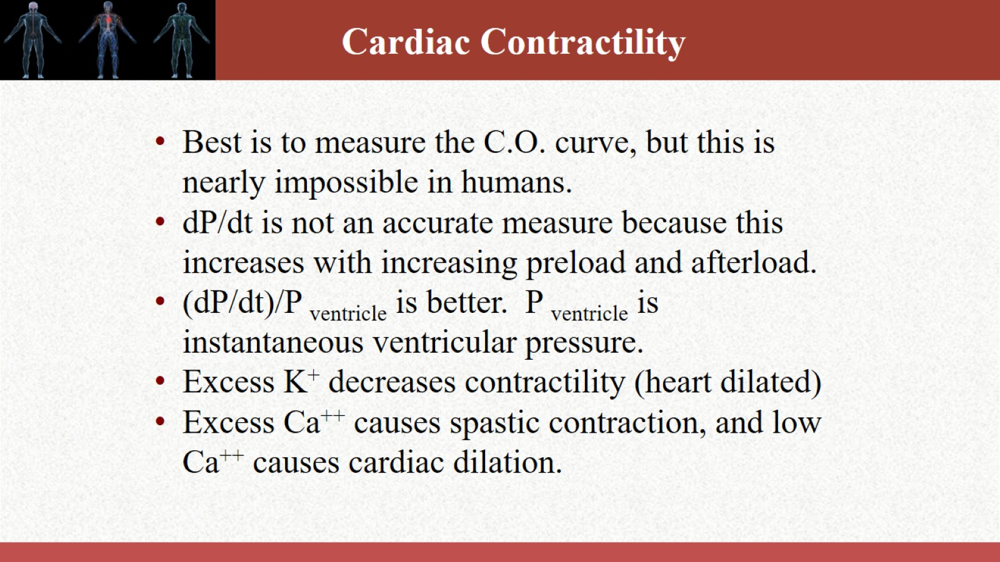 Cardiac Contractility
• Best is to measure the C.O. curve, but this is
nearly impossible in humans.
• dP/dt is not an accurate measure because this
increases with increasing preload and afterload.
• (dP/dt)/P ventricle is better.  P ventricle is
instantaneous ventricular pressure.
• Excess K⁺ decreases contractility (heart dilated)
• Excess Ca⁺⁺ causes spastic contraction, and low
Ca⁺⁺ causes cardiac dilation.